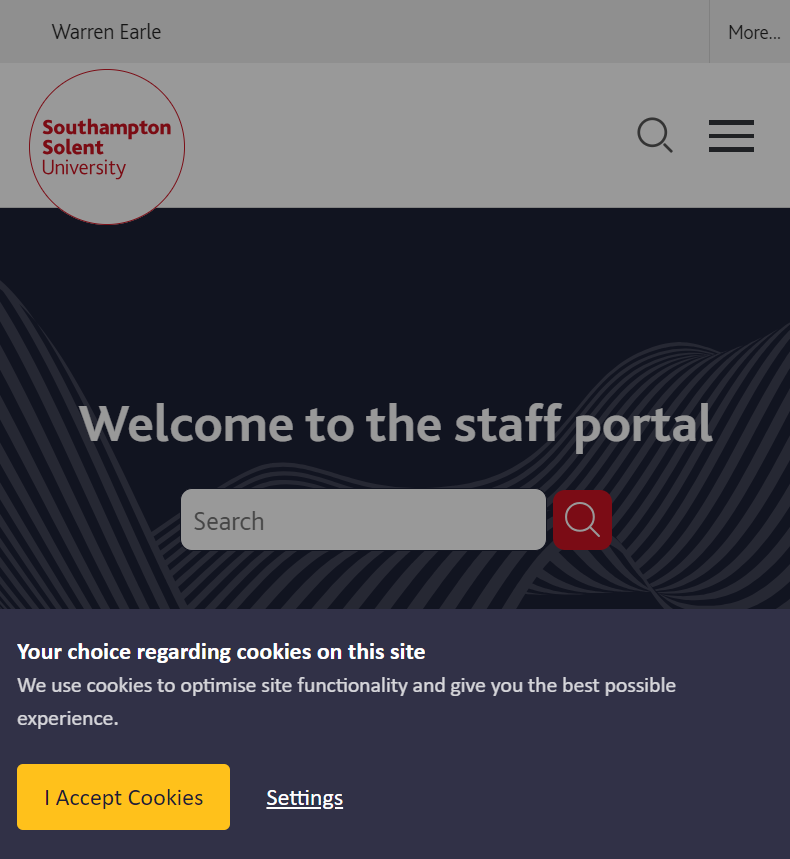 Warren Earle
More...
Southampton
Solent
University
Welcome to the staff portal
Search
Your choice regarding cookies on this site
We use cookies to optimise site functionality and give you the best possible
experience.
I Accept Cookies
Settings